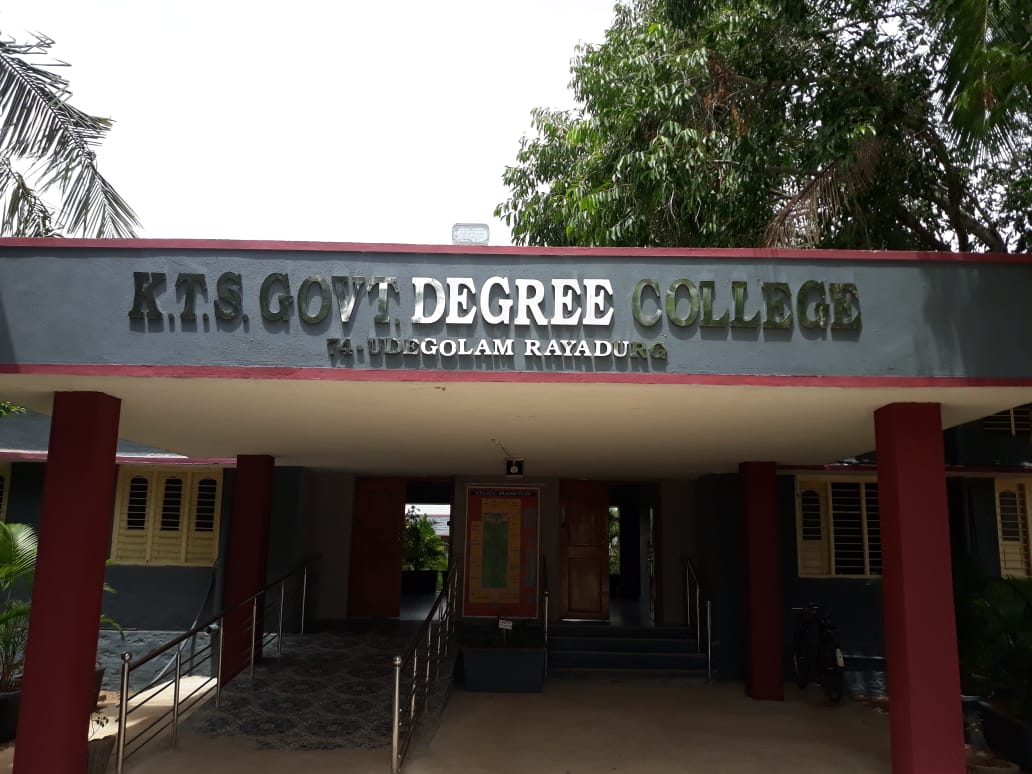 K.T.S. GOVT. DEGREE COLLEGE
74-UDEGOLAM RAYADURG